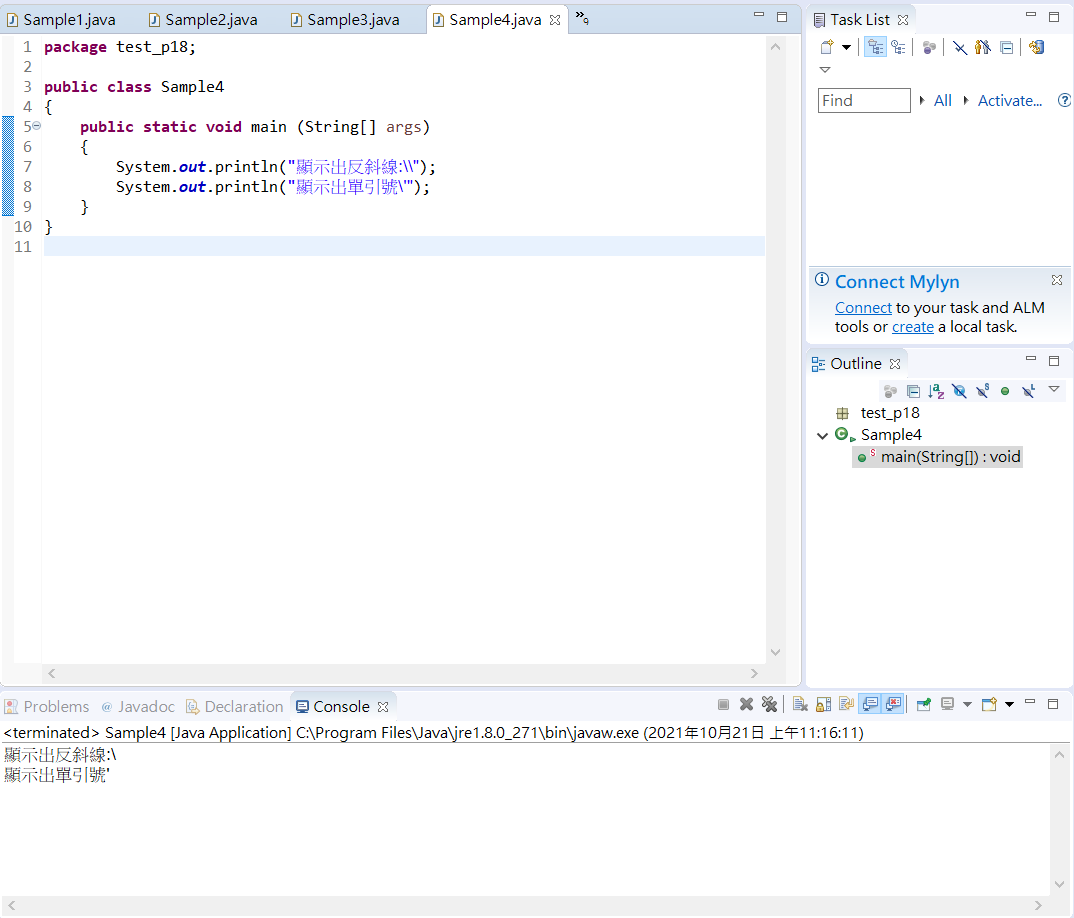 Sample1.java Sample2.java Sample3.java Sample4.java »9
1 package test_p18;
2
3 public class Sample4
4 {
5 public static void main (String[] args)
6 {
7 System.out.println("顯示出反斜線:\\");
8 System.out.println("顯示出單引號\'");
9 }
10 }
11
Task List
Find All Activate...
Connect Mylyn
Connect to your task and ALM
tools or create a local task.
Outline
test_p18
Sample4
main(String[]) : void
Problems @ Javadoc Declaration Console
<terminated> Sample4 [Java Application] C:\Program Files\Java\jre1.8.0_271\bin\javaw.exe (2021年10月21日 上午11:16:11)
顯示出反斜線:\
顯示出單引號'